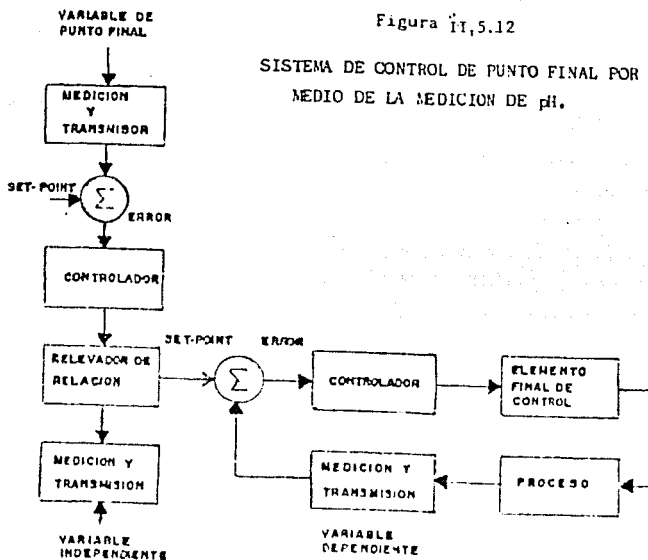 VARIABLE DE
PUNTO FINAL
Figura II,5.12
SISTEMA DE CONTROL DE PUNTO FINAL POR
MEDIO DE LA MEDICION DE pH.
MEDICION
Y
TRANSMISOR
SET-POINT
Σ
ERROR
CONTROLADOR
RELEVADOR DE
RELACION
SET-POINT
ERROR
Σ
CONTROLADOR
ELEMENTO
FINAL DE
CONTROL
MEDICION Y
TRANSMISION
MEDICION Y
TRANSMISION
PROCESO
VARIABLE
INDEPENDIENTE
VARIABLE
DEPENDIENTE